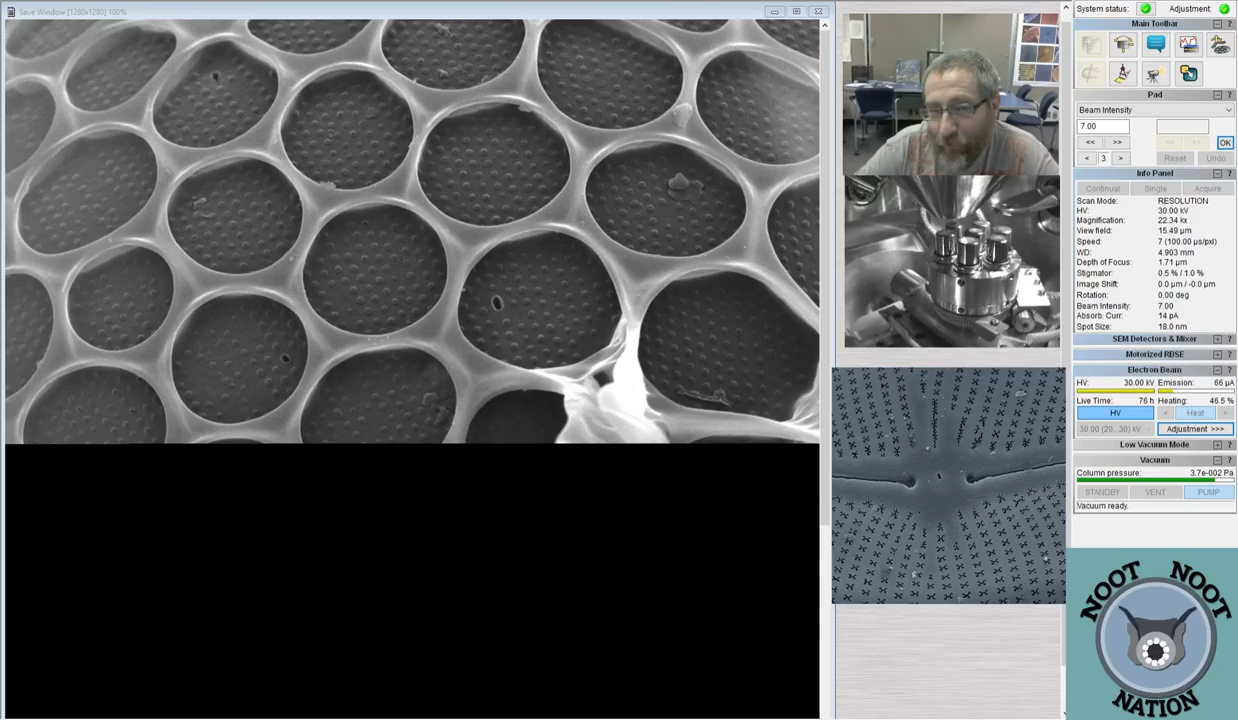 Save Window [1280x1280] 100%
System status:
Adjustment:
Main Toolbar
?
Pad
?
Beam Intensity
7.00
<<
>>
<<
>>
OK
<
3
>
Reset
Undo
Info Panel
?
Continual
Single
Acquire
Scan Mode: RESOLUTION
HV: 30.00 kV
Magnification: 22.34 kx
View field: 15.49 µm
Speed: 7 (100.00 µs/pxl)
WD: 4.903 mm
Depth of Focus: 1.71 µm
Stigmator: 0.5 % / 1.0 %
Image Shift: 0.0 µm / -0.0 µm
Rotation: 0.00 deg
Beam Intensity: 7.00
Absorb. Curr: 14 pA
Spot Size: 18.0 nm
SEM Detectors & Mixer
?
Motorized RBSE
?
Electron Beam
?
HV: 30.00 kV Emission: 66 µA
Live Time: 76 h Heating: 46.5 %
HV
<
Heat
>
30.00 (20...30) kV
Adjustment >>>
Low Vacuum Mode
?
Vacuum
?
Column pressure: 3.7e-002 Pa
STANDBY
VENT
PUMP
Vacuum ready.
NOOT NOOT
NATION